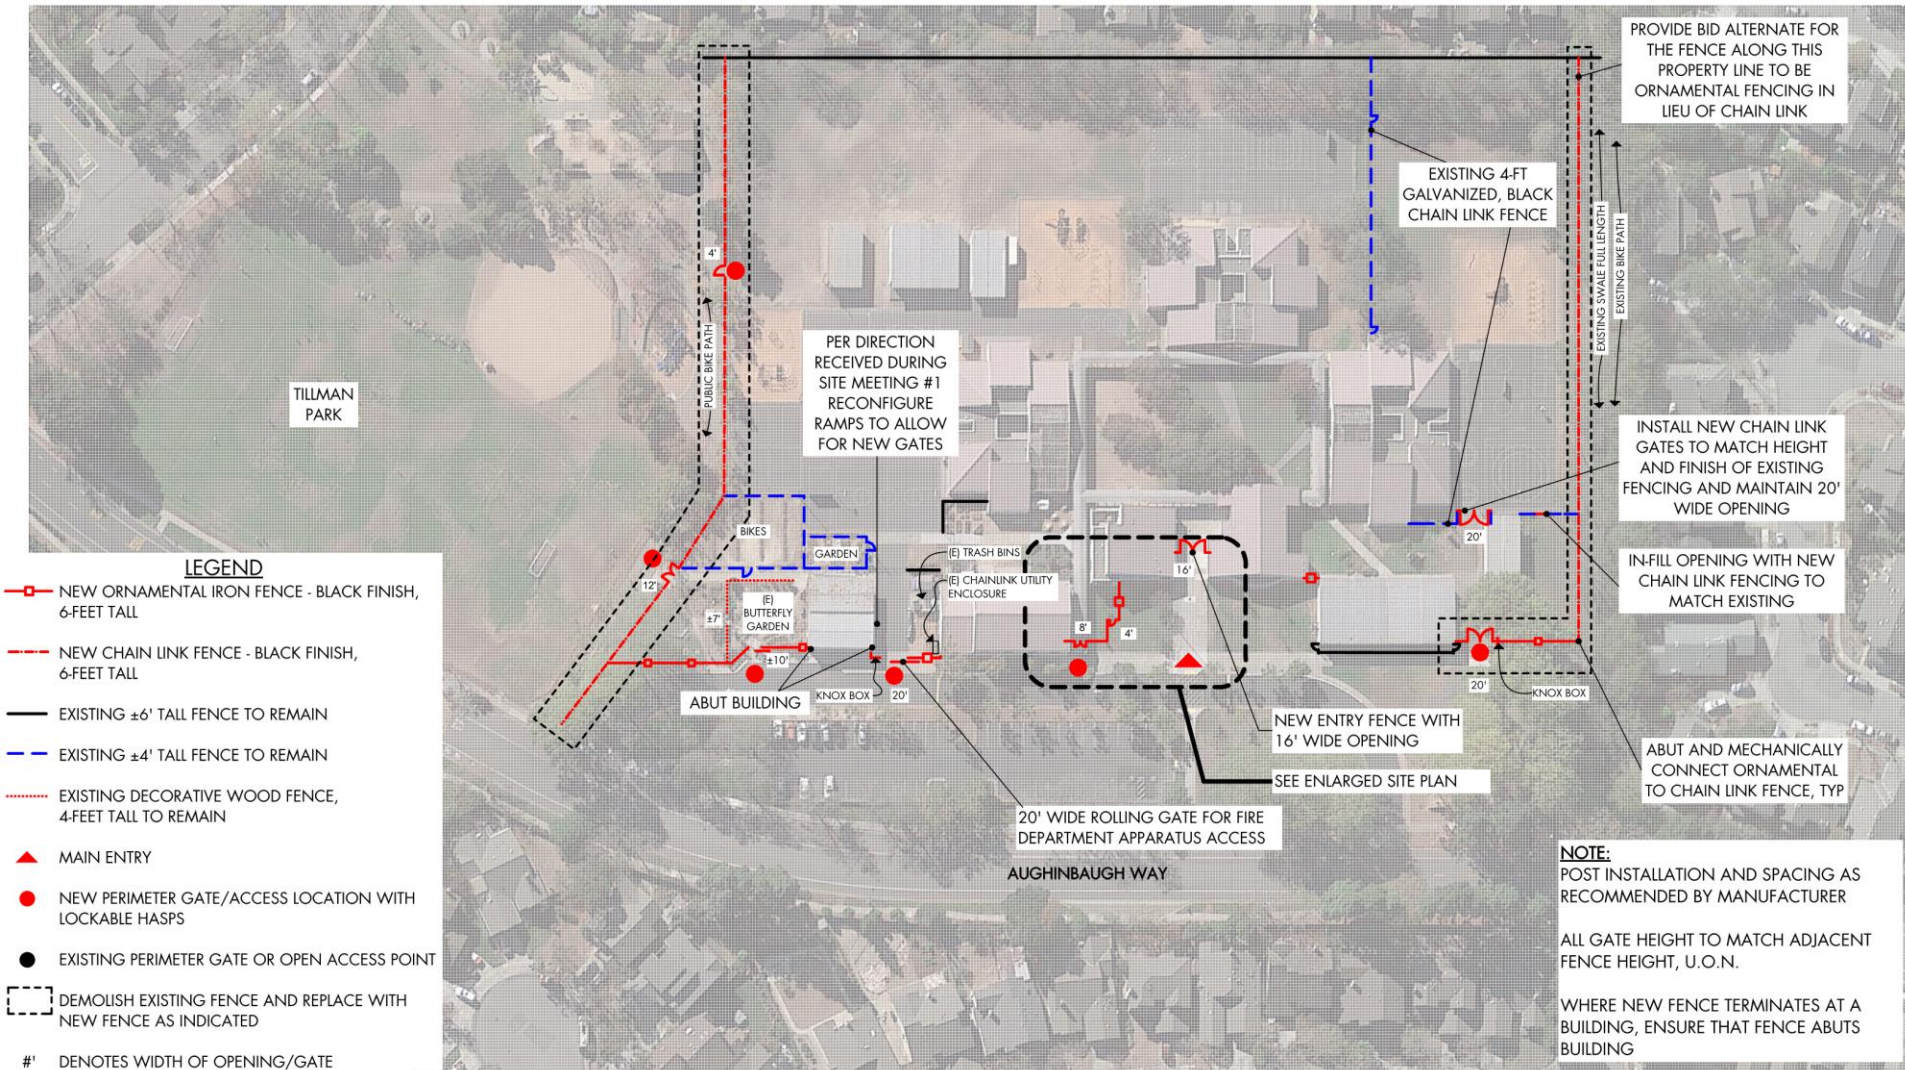 PROVIDE BID ALTERNATE FOR
THE FENCE ALONG THIS
PROPERTY LINE TO BE
ORNAMENTAL FENCING IN
LIEU OF CHAIN LINK
EXISTING 4-FT
GALVANIZED, BLACK
CHAIN LINK FENCE
EXISTING SWALE FULL LENGTH
EXISTING BIKE PATH
4'
PUBLIC BIKE PATH
PER DIRECTION
RECEIVED DURING
SITE MEETING #1
RECONFIGURE
RAMPS TO ALLOW
FOR NEW GATES
TILLMAN
PARK
INSTALL NEW CHAIN LINK
GATES TO MATCH HEIGHT
AND FINISH OF EXISTING
FENCING AND MAINTAIN 20'
WIDE OPENING
BIKES
GARDEN
(E) TRASH BINS
(E) CHAINLINK UTILITY
ENCLOSURE
16'
20'
IN-FILL OPENING WITH NEW
CHAIN LINK FENCING TO
MATCH EXISTING
12'
±7'
(E)
BUTTERFLY
GARDEN
±10'
8'
4'
ABUT BUILDING
KNOX BOX
20'
20'
KNOX BOX
NEW ENTRY FENCE WITH
16' WIDE OPENING
SEE ENLARGED SITE PLAN
ABUT AND MECHANICALLY
CONNECT ORNAMENTAL
TO CHAIN LINK FENCE, TYP
20' WIDE ROLLING GATE FOR FIRE
DEPARTMENT APPARATUS ACCESS
AUGHINBAUGH WAY
LEGEND
NEW ORNAMENTAL IRON FENCE - BLACK FINISH,
6-FEET TALL
NEW CHAIN LINK FENCE - BLACK FINISH,
6-FEET TALL
EXISTING ±6' TALL FENCE TO REMAIN
EXISTING ±4' TALL FENCE TO REMAIN
EXISTING DECORATIVE WOOD FENCE,
4-FEET TALL TO REMAIN
MAIN ENTRY
NEW PERIMETER GATE/ACCESS LOCATION WITH
LOCKABLE HASPS
EXISTING PERIMETER GATE OR OPEN ACCESS POINT
DEMOLISH EXISTING FENCE AND REPLACE WITH
NEW FENCE AS INDICATED
#' DENOTES WIDTH OF OPENING/GATE
NOTE:
POST INSTALLATION AND SPACING AS
RECOMMENDED BY MANUFACTURER
ALL GATE HEIGHT TO MATCH ADJACENT
FENCE HEIGHT, U.O.N.
WHERE NEW FENCE TERMINATES AT A
BUILDING, ENSURE THAT FENCE ABUTS
BUILDING